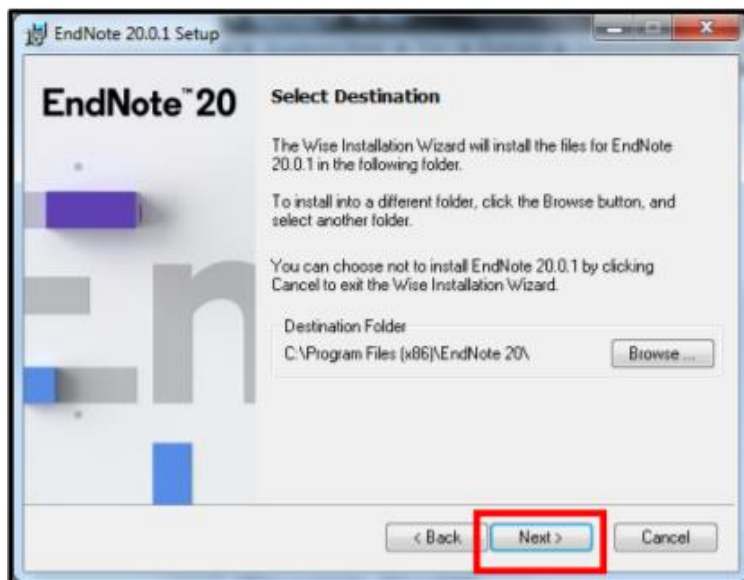 EndNote 20.0.1 Setup
EndNote™ 20
Select Destination
The Wise Installation Wizard will install the files for EndNote
20.0.1 in the following folder.
To install into a different folder, click the Browse button, and
select another folder.
You can choose not to install EndNote 20.0.1 by clicking
Cancel to exit the Wise Installation Wizard.
Destination Folder
C:\Program Files (x86)\EndNote 20\
Browse ...
< Back
Next >
Cancel